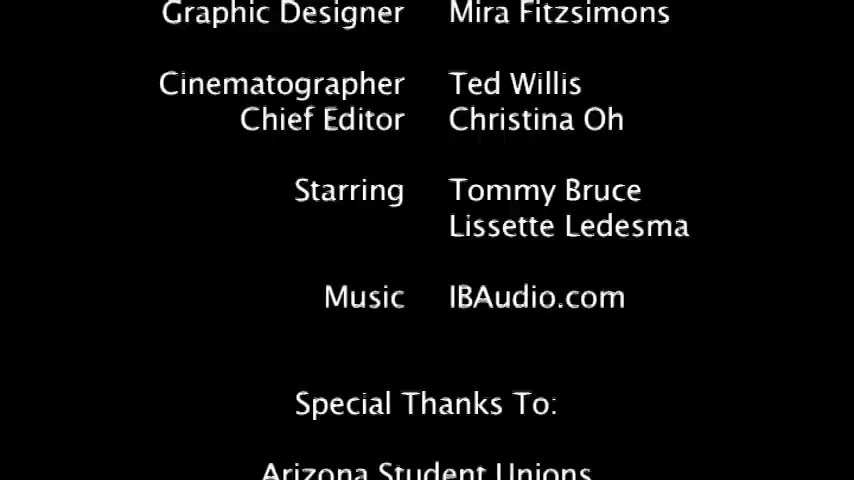 Graphic Designer Mira Fitzsimons
Cinematographer Ted Willis
Chief Editor Christina Oh
Starring Tommy Bruce
Lissette Ledesma
Music IBAudio.com
Special Thanks To:
Arizona Student Unions